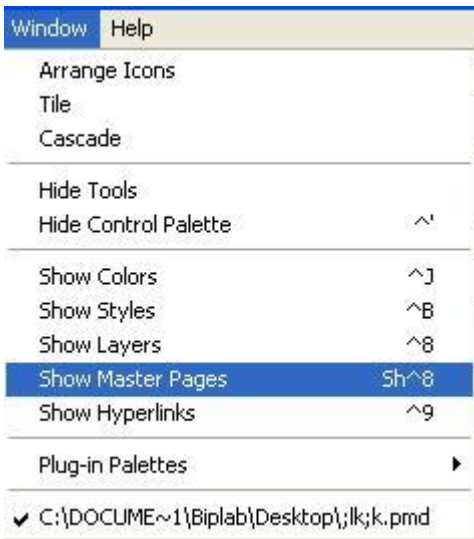 Window Help
Arrange Icons
Tile
Cascade
Hide Tools
Hide Control Palette ^'
Show Colors ^J
Show Styles ^B
Show Layers ^8
Show Master Pages Sh^8
Show Hyperlinks ^9
Plug-in Palettes
C:\DOCUME~1\Biplab\Desktop\;lk;k.pmd